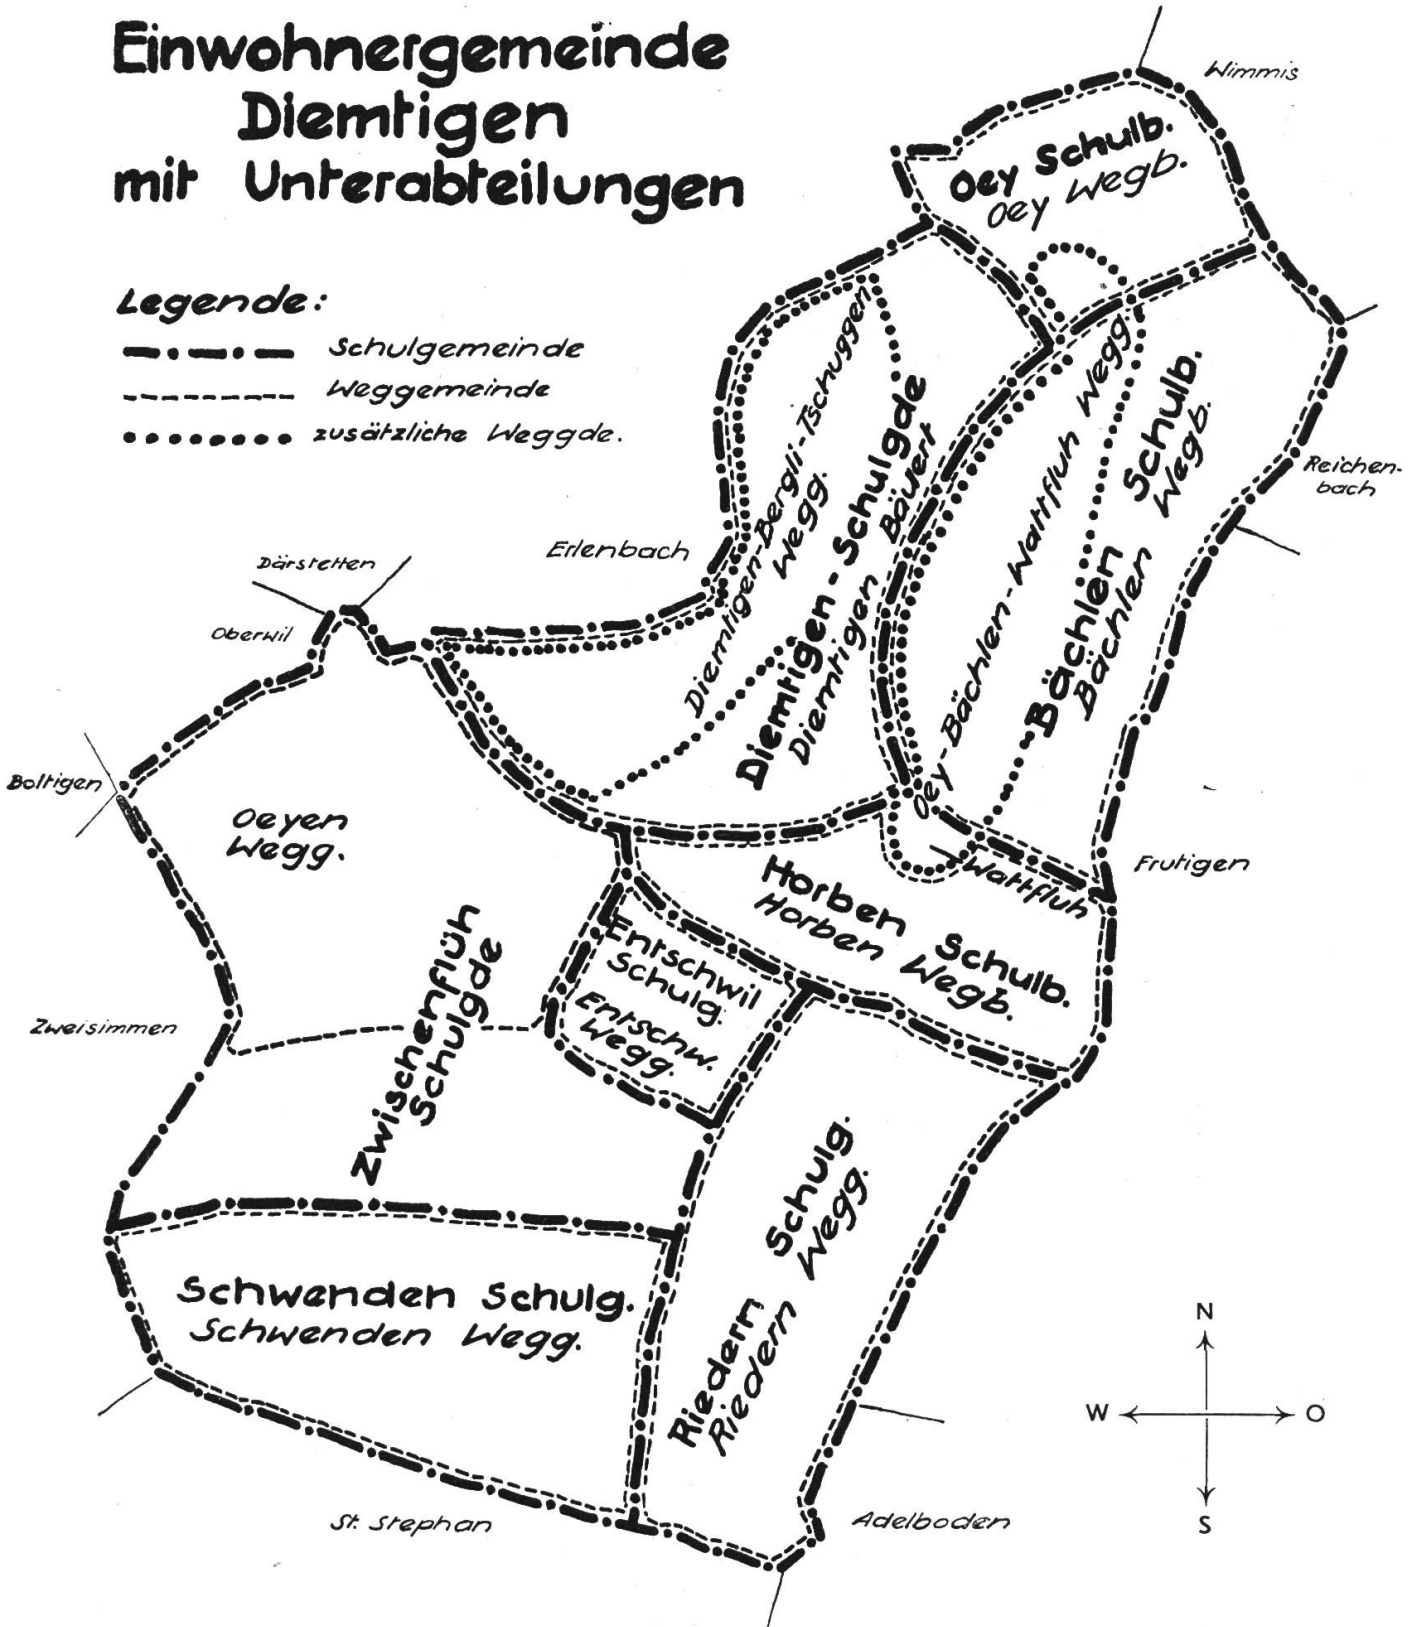 Einwohnergemeinde
Diemtigen
mit Unterabteilungen
Legende:
Schulgemeinde
Weggemeinde
zusätzliche Weggde.
Wimmis
Oey Schulb.
Oey Wegb.
Diemtigen-Bergli-Tschuggen
Wegg.
Diemtigen-Schulgde
Diemtigen Bäuert
Oey-Bächlen-Wattfluh Wegg.
Bächlen Schulb.
Bächlen Wegb.
Reichen-
bach
Erlenbach
Därstetten
Oberwil
Boltigen
Oeyen
Wegg.
Wattfluh
Frutigen
Horben Schulb.
Horben Wegb.
Entschwil
Schulg.
Entschw.
Wegg.
Zwischenflüh
Schulgde
Zweisimmen
Schwenden Schulg.
Schwenden Wegg.
Riedern Schulg.
Riedern Wegg.
St. Stephan
Adelboden
N
W O
S